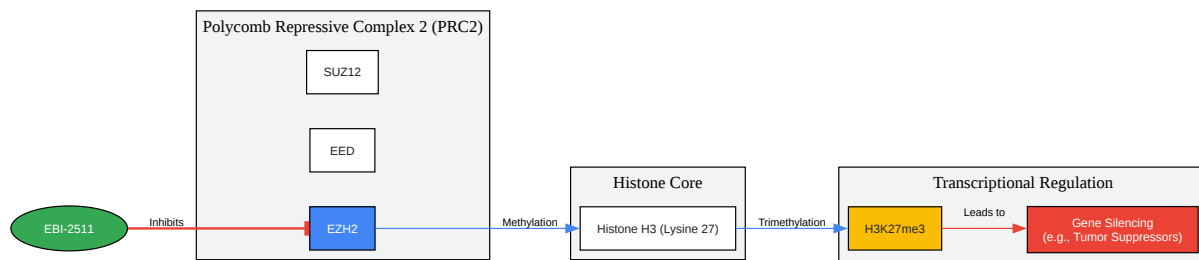 Polycomb Repressive Complex 2 (PRC2)
SUZ12
EED
EBI-2511
Inhibits
EZH2
Methylation
Histone Core
Histone H3 (Lysine 27)
Trimethylation
Transcriptional Regulation
H3K27me3
Leads to
Gene Silencing
(e.g., Tumor Suppressors)